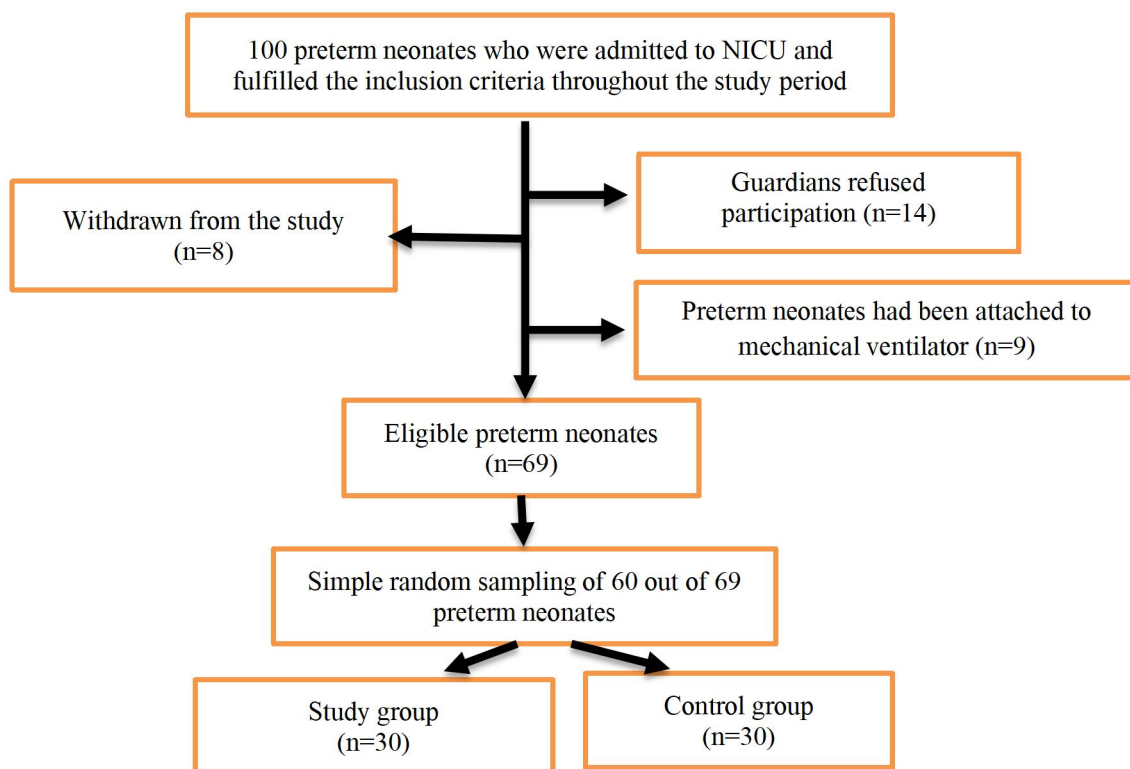 100 preterm neonates who were admitted to NICU and
fulfilled the inclusion criteria throughout the study period
Guardians refused
participation (n=14)
Withdrawn from the study
(n=8)
Preterm neonates had been attached to
mechanical ventilator (n=9)
Eligible preterm neonates
(n=69)
Simple random sampling of 60 out of 69
preterm neonates
Study group
(n=30)
Control group
(n=30)